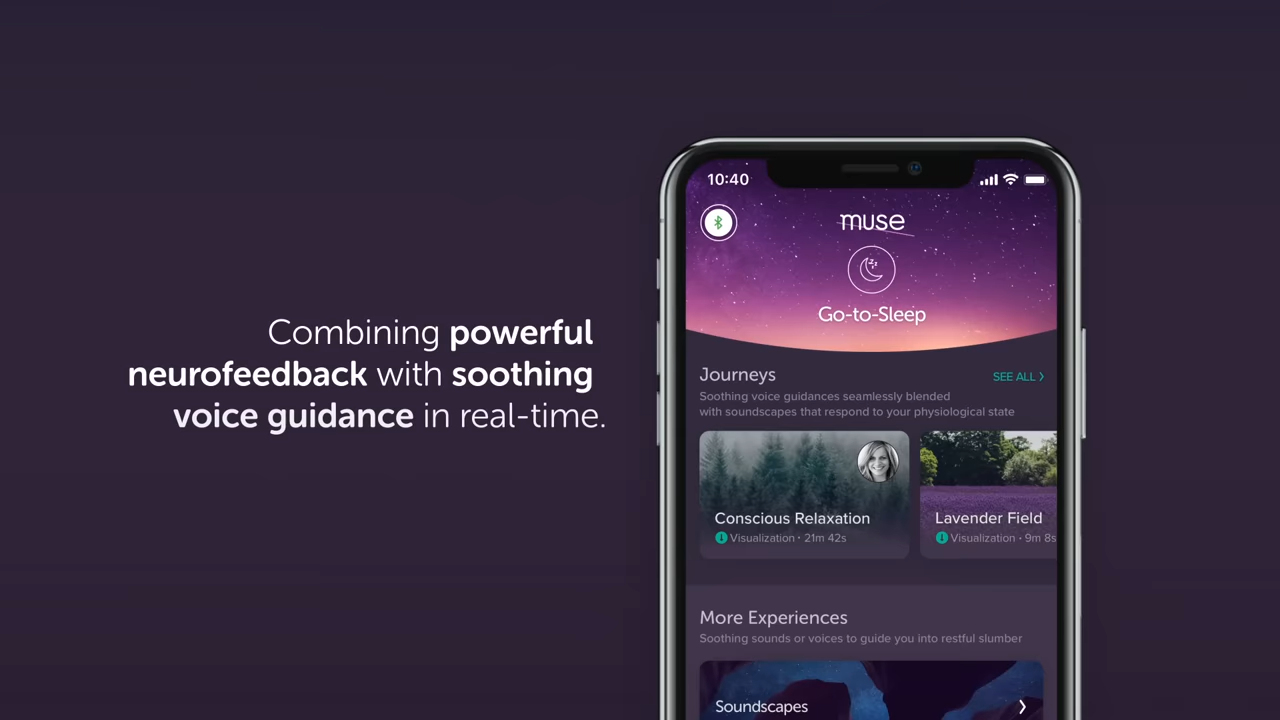 Combining powerful
neurofeedback with soothing
voice guidance in real-time.
10:40
muse
Go-to-Sleep
Journeys
SEE ALL
Soothing voice guidances seamlessly blended
with soundscapes that respond to your physiological state
Conscious Relaxation
Visualization • 21m 42s
Lavender Field
Visualization • 9m 8s
More Experiences
Soothing sounds or voices to guide you into restful slumber
Soundscapes